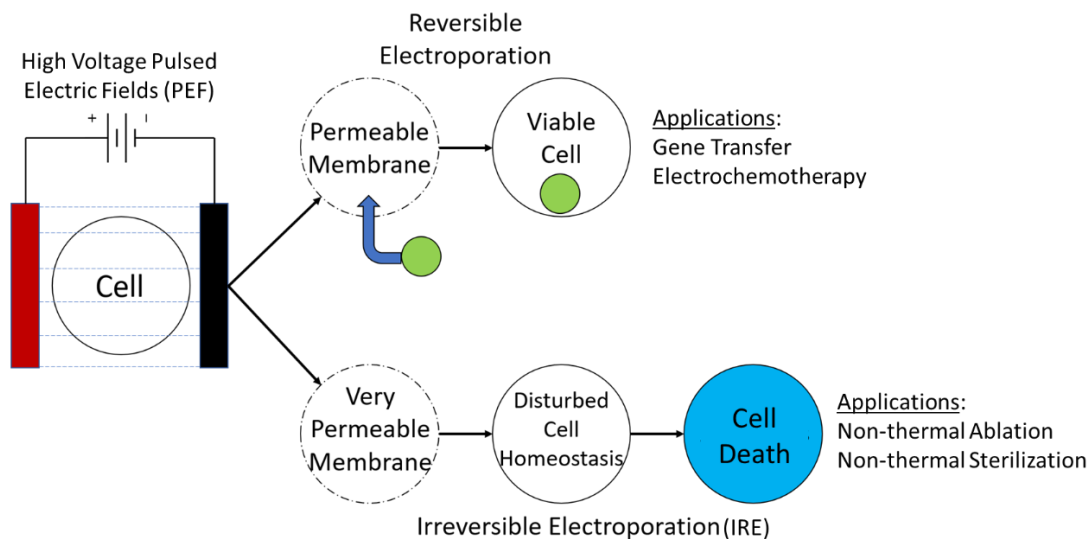 High Voltage Pulsed
Electric Fields (PEF)
+
Cell
Reversible
Electroporation
Permeable
Membrane
Viable
Cell
Applications:
Gene Transfer
Electrochemotherapy
Very
Permeable
Membrane
Disturbed
Cell
Homeostasis
Cell
Death
Applications:
Non-thermal Ablation
Non-thermal Sterilization
Irreversible Electroporation (IRE)